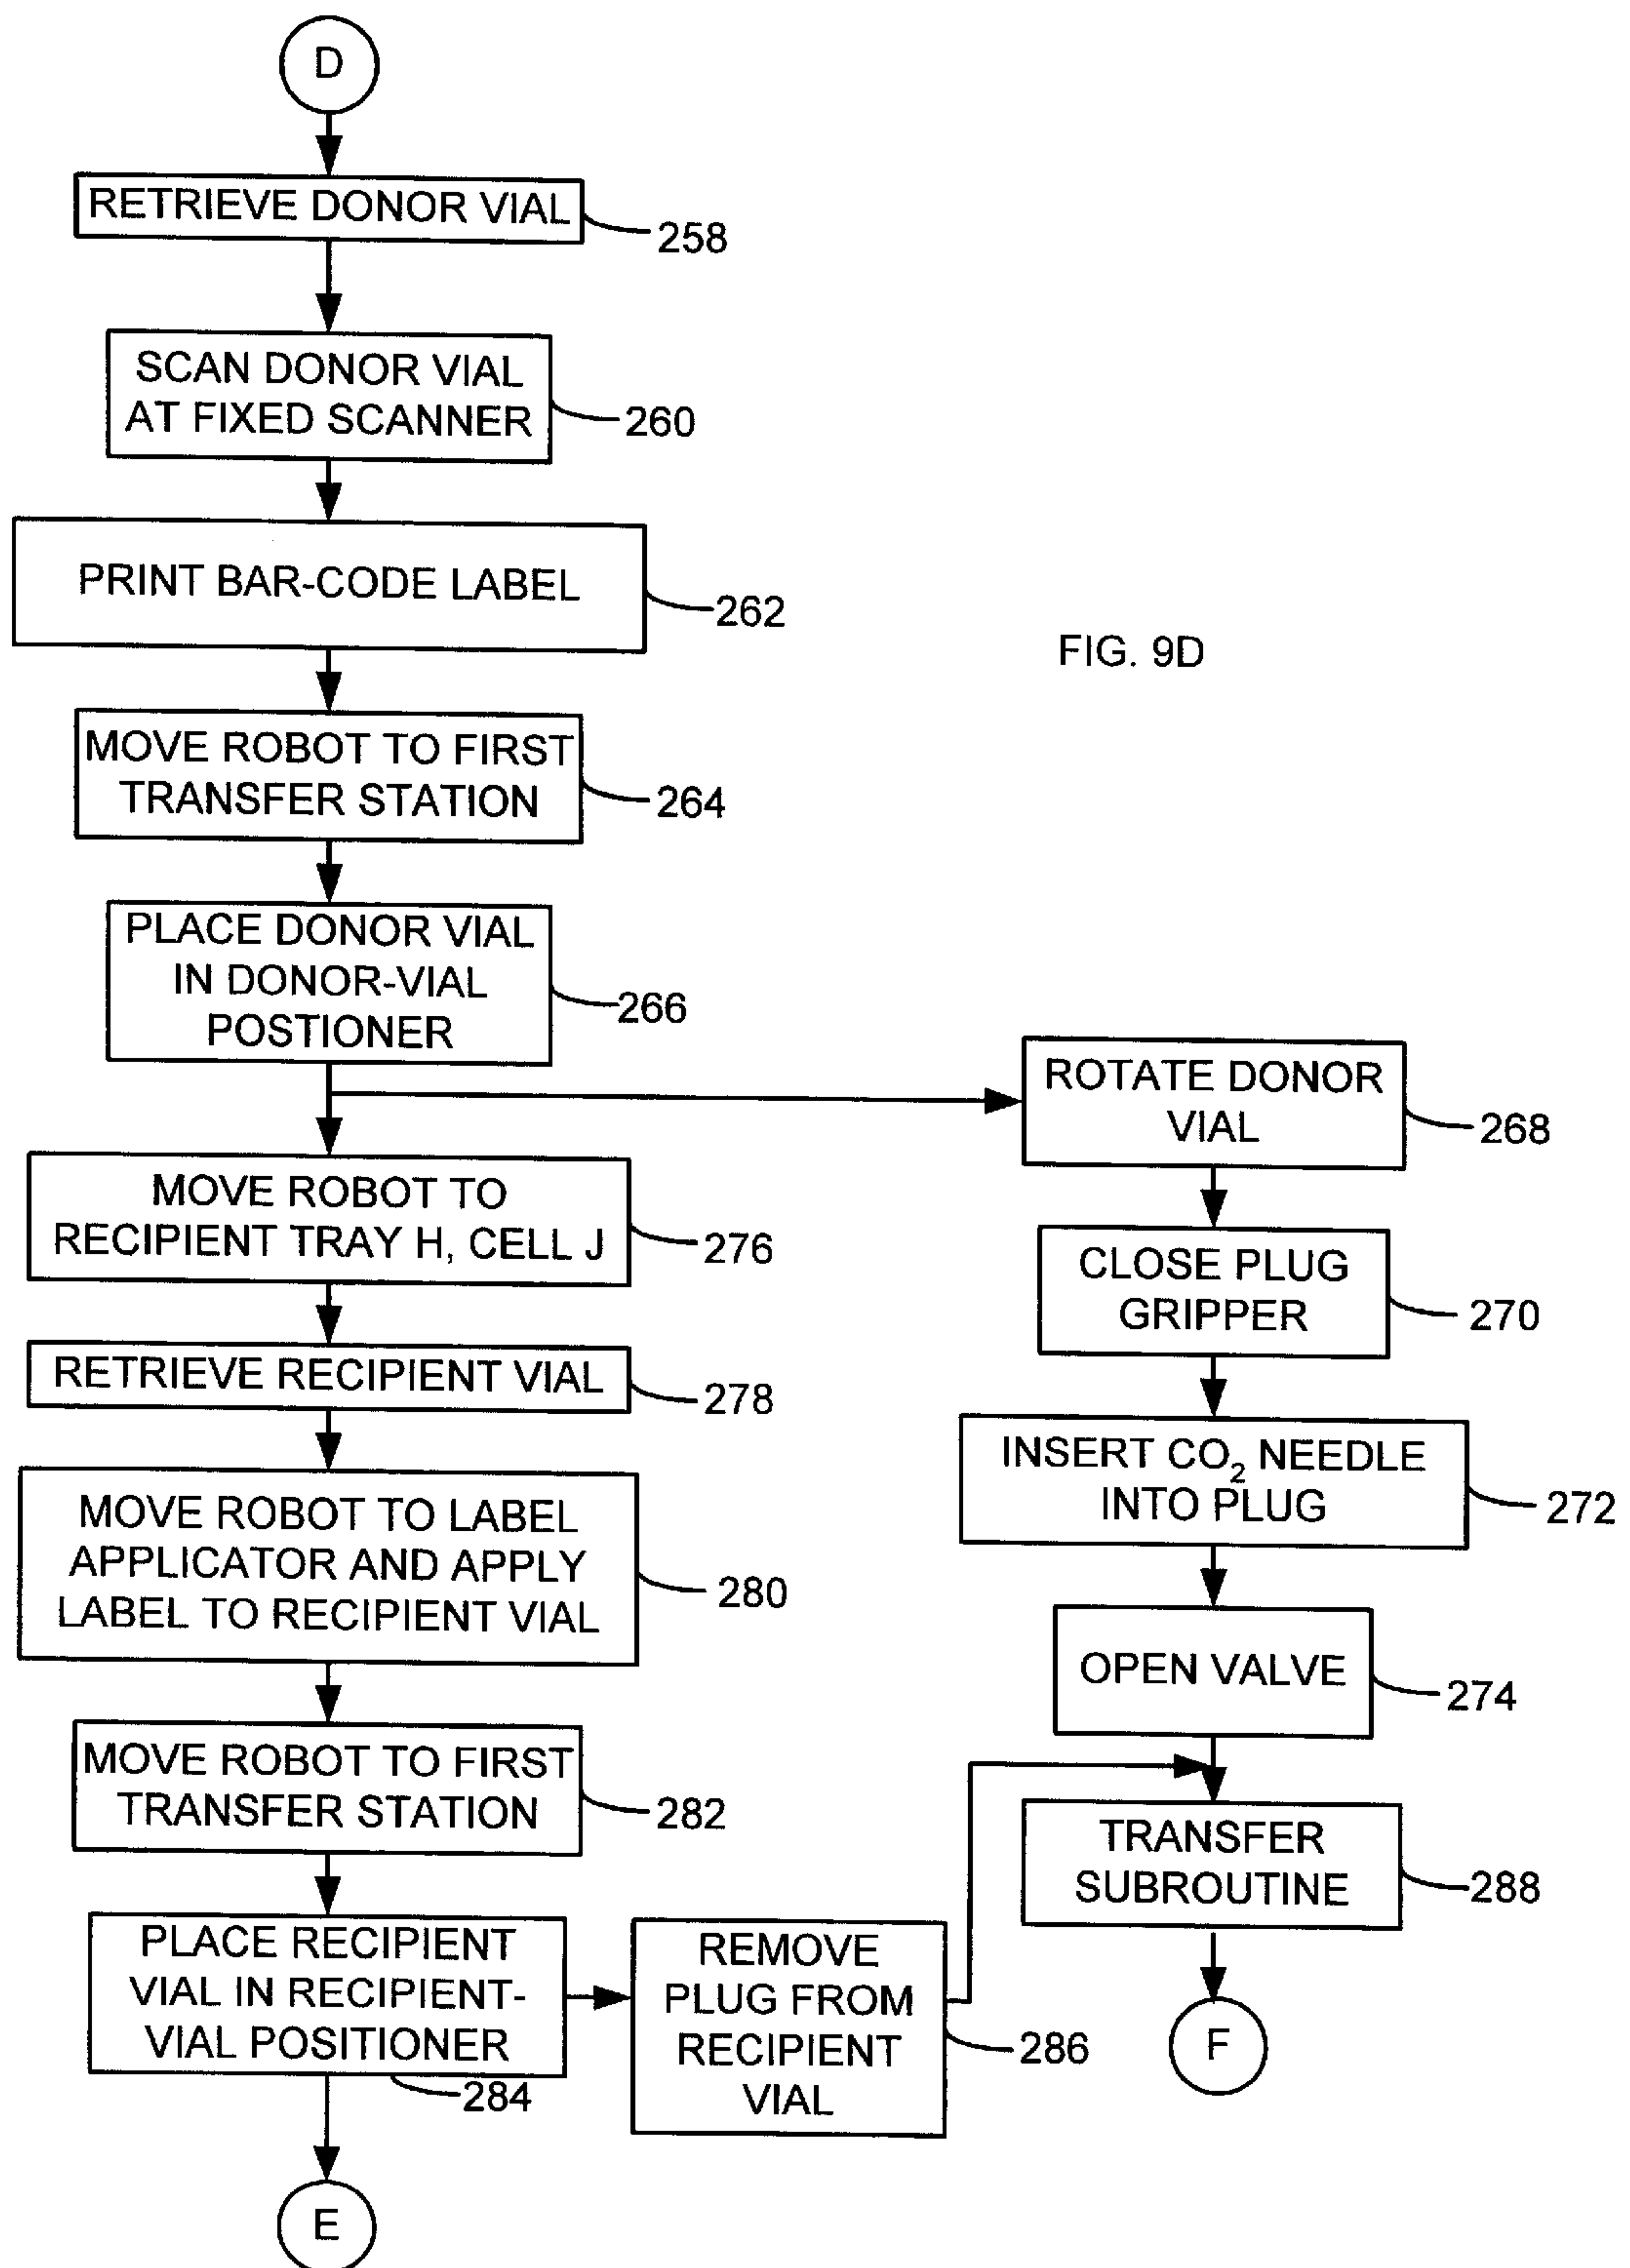 D
RETRIEVE DONOR VIAL
258
SCAN DONOR VIAL
AT FIXED SCANNER
260
PRINT BAR-CODE LABEL
262
FIG. 9D
MOVE ROBOT TO FIRST
TRANSFER STATION
264
PLACE DONOR VIAL
IN DONOR-VIAL
POSTIONER
266
MOVE ROBOT TO
RECIPIENT TRAY H, CELL J
276
RETRIEVE RECIPIENT VIAL
278
MOVE ROBOT TO LABEL
APPLICATOR AND APPLY
LABEL TO RECIPIENT VIAL
280
MOVE ROBOT TO FIRST
TRANSFER STATION
282
PLACE RECIPIENT
VIAL IN RECIPIENT-
VIAL POSITIONER
284
E
ROTATE DONOR
VIAL
268
CLOSE PLUG
GRIPPER
270
INSERT CO₂ NEEDLE
INTO PLUG
272
OPEN VALVE
274
REMOVE
PLUG FROM
RECIPIENT
VIAL
286
TRANSFER
SUBROUTINE
288
F